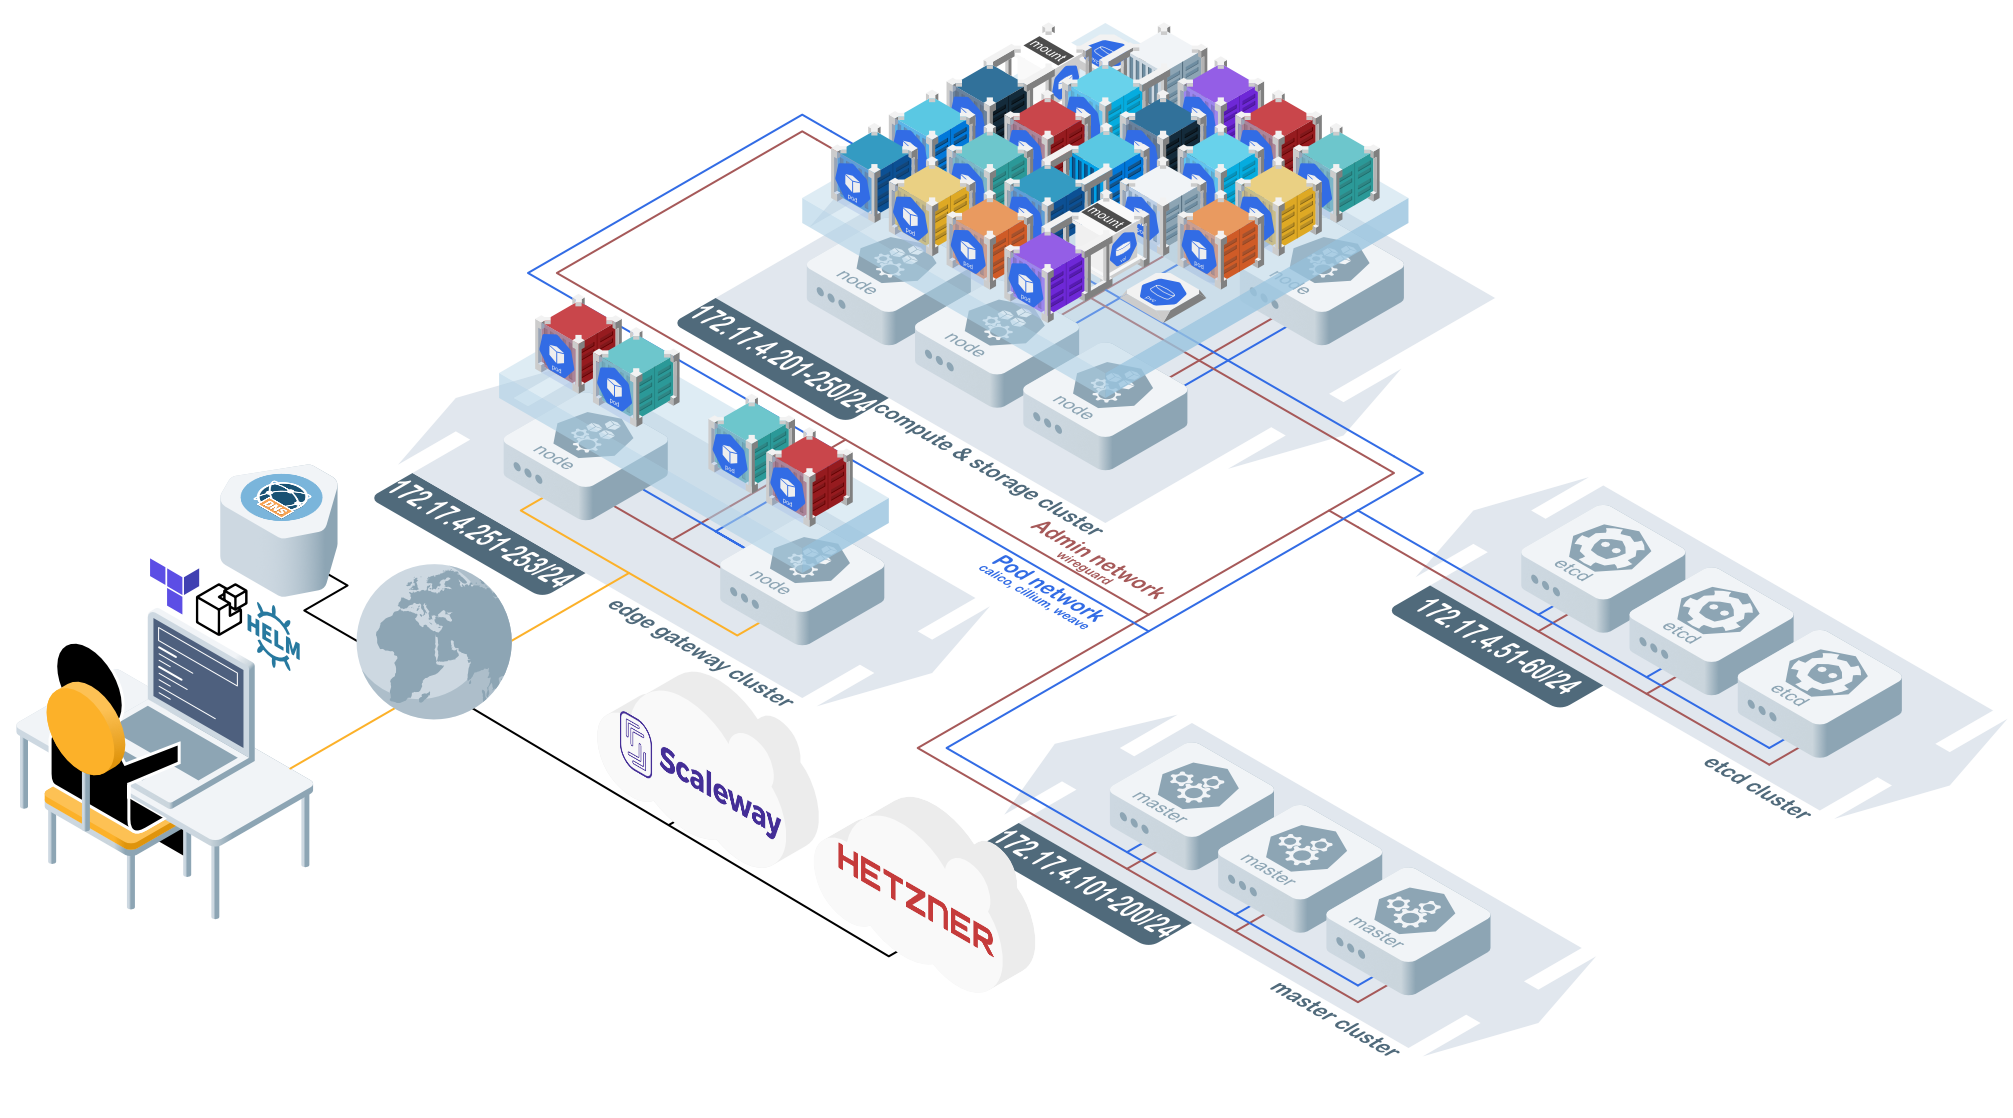 mount
mount
pod
pod
pod
pod
pod
pod
pvc
node
node
node
node
172.17.4.201-250/24
compute & storage cluster
pod
pod
pod
pod
node
node
172.17.4.251-253/24
edge gateway cluster
Admin network
wireguard
Pod network
calico, cillium, weave
DNS
HELM
Scaleway
HETZNER
etcd
etcd
etcd
172.17.4.51-60/24
etcd cluster
master
master
master
172.17.4.101-200/24
master cluster